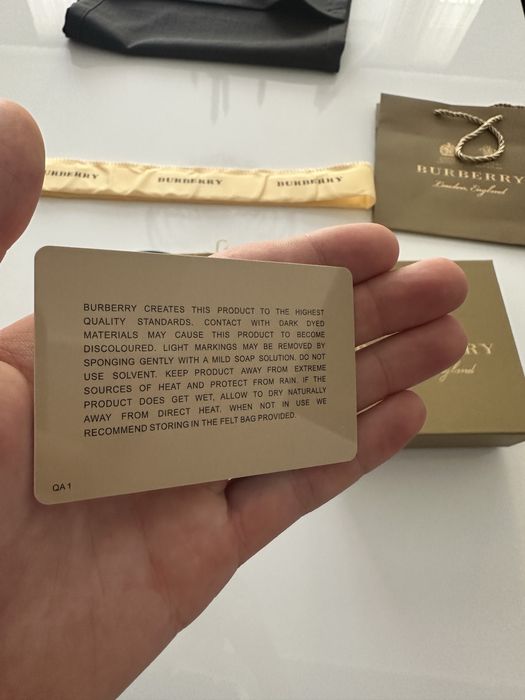 BURBERRY
BURBERRY
BURBERRY
BURBERRY
London, England
BURBERRY CREATES THIS PRODUCT TO THE HIGHEST
QUALITY STANDARDS. CONTACT WITH DARK DYED
MATERIALS MAY CAUSE THIS PRODUCT TO BECOME
DISCOLOURED. LIGHT MARKINGS MAY BE REMOVED BY
SPONGING GENTLY WITH A MILD SOAP SOLUTION. DO NOT
USE SOLVENT. KEEP PRODUCT AWAY FROM EXTREME
SOURCES OF HEAT AND PROTECT FROM RAIN. IF THE
PRODUCT DOES GET WET, ALLOW TO DRY NATURALLY
AWAY FROM DIRECT HEAT. WHEN NOT IN USE WE
RECOMMEND STORING IN THE FELT BAG PROVIDED.
QA1